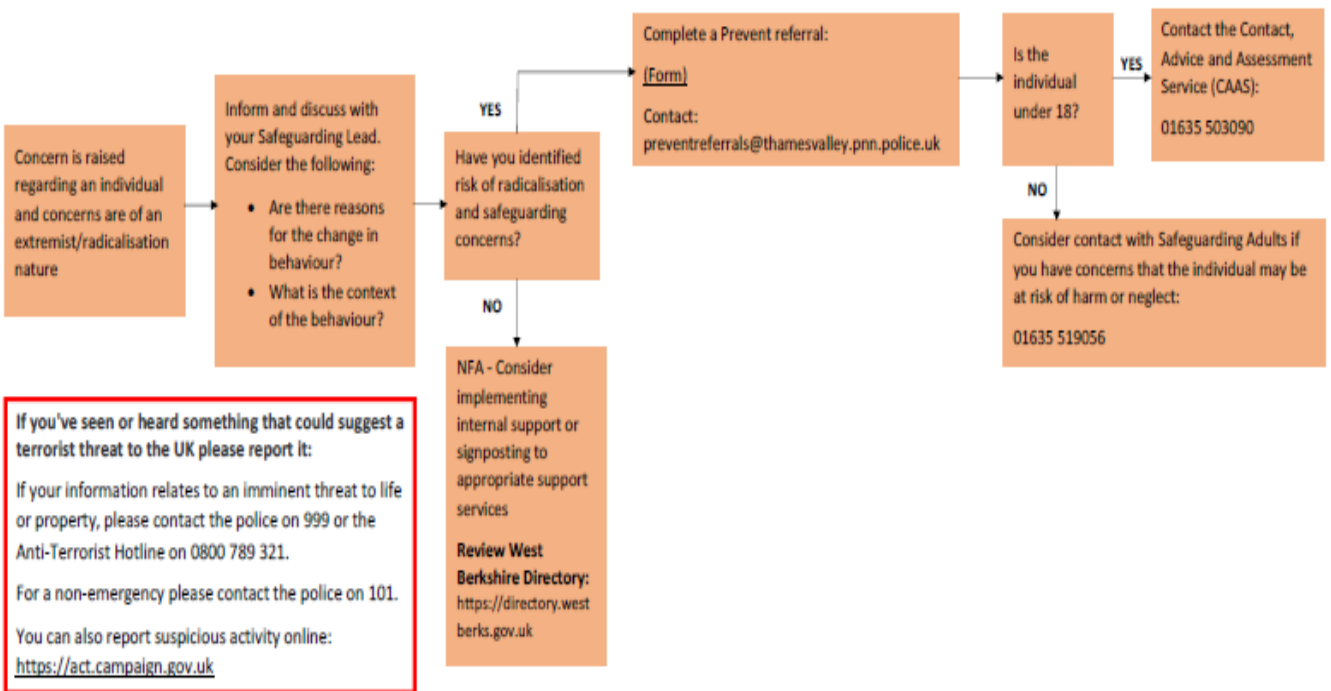 Concern is raised
regarding an individual
and concerns are of an
extremist/radicalisation
nature
Inform and discuss with
your Safeguarding Lead.
Consider the following:
• Are there reasons
for the change in
behaviour?
• What is the context
of the behaviour?
Have you identified
risk of radicalisation
and safeguarding
concerns?
YES
Complete a Prevent referral:
(Form)
Contact:
preventreferrals@thamesvalley.pnn.police.uk
Is the
individual
under 18?
YES
Contact the Contact,
Advice and Assessment
Service (CAAS):
01635 503090
NO
Consider contact with Safeguarding Adults if
you have concerns that the individual may be
at risk of harm or neglect:
01635 519056
NO
NFA - Consider
implementing
internal support or
signposting to
appropriate support
services
Review West
Berkshire Directory:
https://directory.west
berks.gov.uk
If you've seen or heard something that could suggest a
terrorist threat to the UK please report it:
If your information relates to an imminent threat to life
or property, please contact the police on 999 or the
Anti-Terrorist Hotline on 0800 789 321.
For a non-emergency please contact the police on 101.
You can also report suspicious activity online:
https://act.campaign.gov.uk